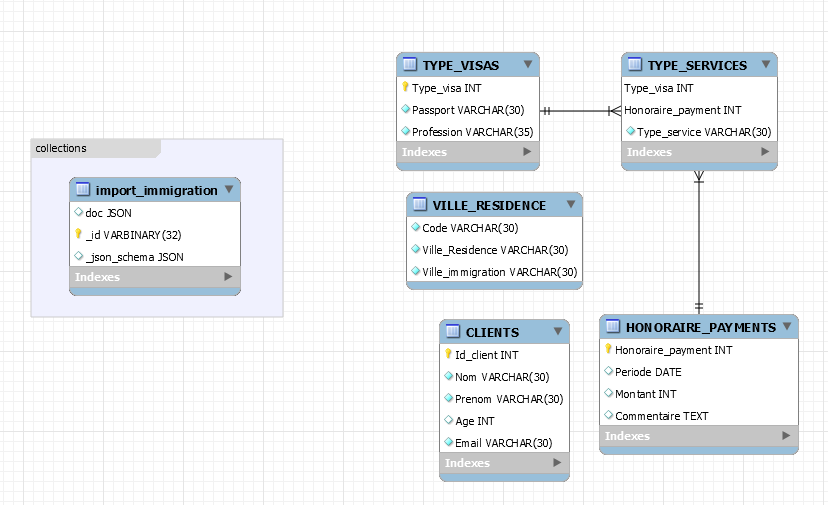 collections
import_immigration
doc JSON
_id VARBINARY(32)
_json_schema JSON
Indexes
TYPE_VISAS
Type_visa INT
Passport VARCHAR(30)
Profession VARCHAR(35)
Indexes
TYPE_SERVICES
Type_visa INT
Honoraire_payment INT
Type_service VARCHAR(30)
Indexes
VILLE_RESIDENCE
Code VARCHAR(30)
Ville_Residence VARCHAR(30)
Ville_immigration VARCHAR(30)
CLIENTS
Id_client INT
Nom VARCHAR(30)
Prenom VARCHAR(30)
Age INT
Email VARCHAR(30)
Indexes
HONORAIRE_PAYMENTS
Honoraire_payment INT
Periode DATE
Montant INT
Commentaire TEXT
Indexes